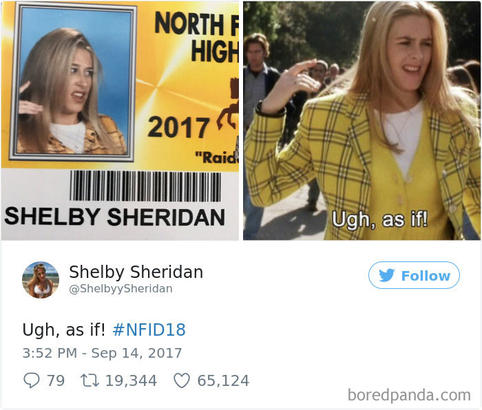 NORTH F
HIGH
2017
"Raid
SHELBY SHERIDAN
Ugh, as if!
Shelby Sheridan
@ShelbyySheridan
Follow
Ugh, as if! #NFID18
3:52 PM - Sep 14, 2017
79 19,344 65,124
boredpanda.com